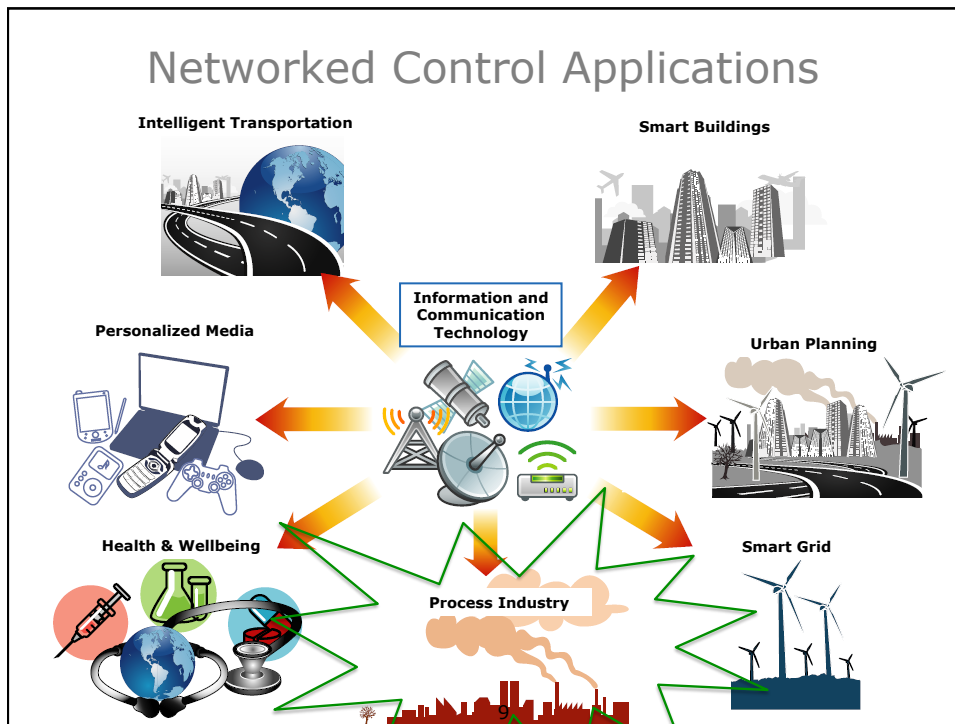 Networked Control Applications
Intelligent Transportation
Smart Buildings
Information and
Communication
Technology
Personalized Media
Urban Planning
Health & Wellbeing
Smart Grid
Process Industry
9